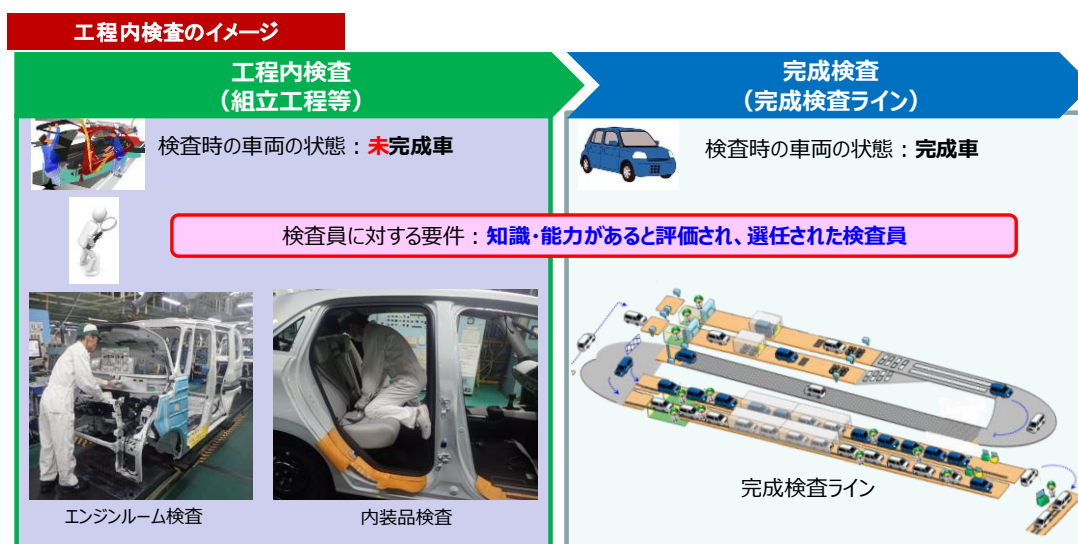 工程内検査のイメージ
工程内検査
（組立工程等）
検査時の車両の状態：未完成車
完成検査
（完成検査ライン）
検査時の車両の状態：完成車
検査員に対する要件：知識・能力があると評価され、選任された検査員
エンジンルーム検査
内装品検査
完成検査ライン